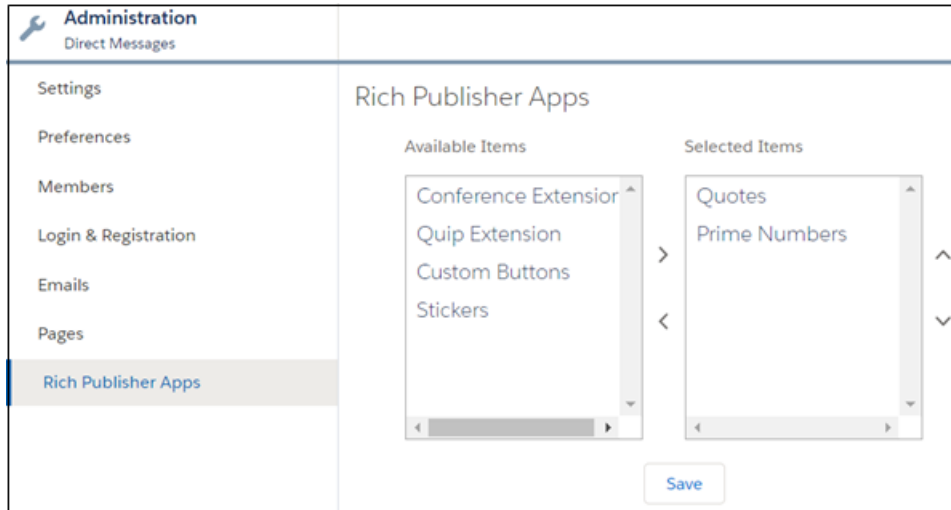 Administration
Direct Messages
Settings
Preferences
Members
Login & Registration
Emails
Pages
Rich Publisher Apps
Rich Publisher Apps
Available Items
Selected Items
Conference Extension
Quip Extension
Custom Buttons
Stickers
Quotes
Prime Numbers
Save